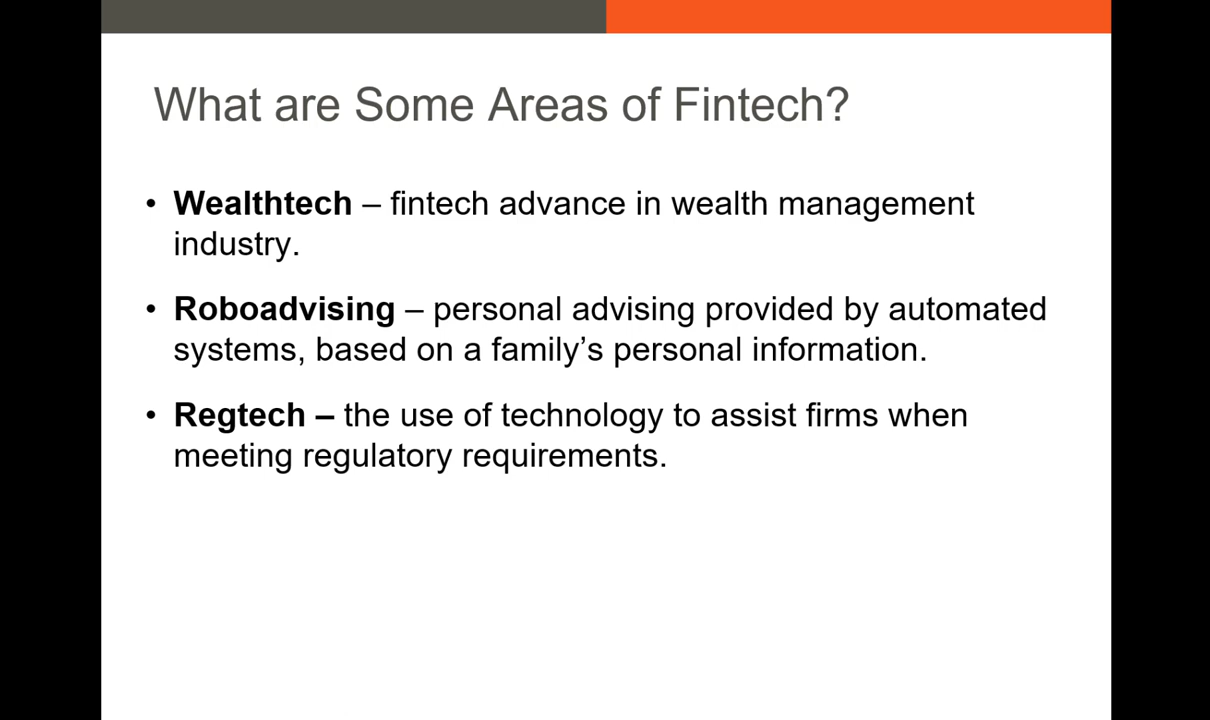 What are Some Areas of Fintech?
• Wealthtech – fintech advance in wealth management
industry.
• Roboadvising – personal advising provided by automated
systems, based on a family’s personal information.
• Regtech – the use of technology to assist firms when
meeting regulatory requirements.